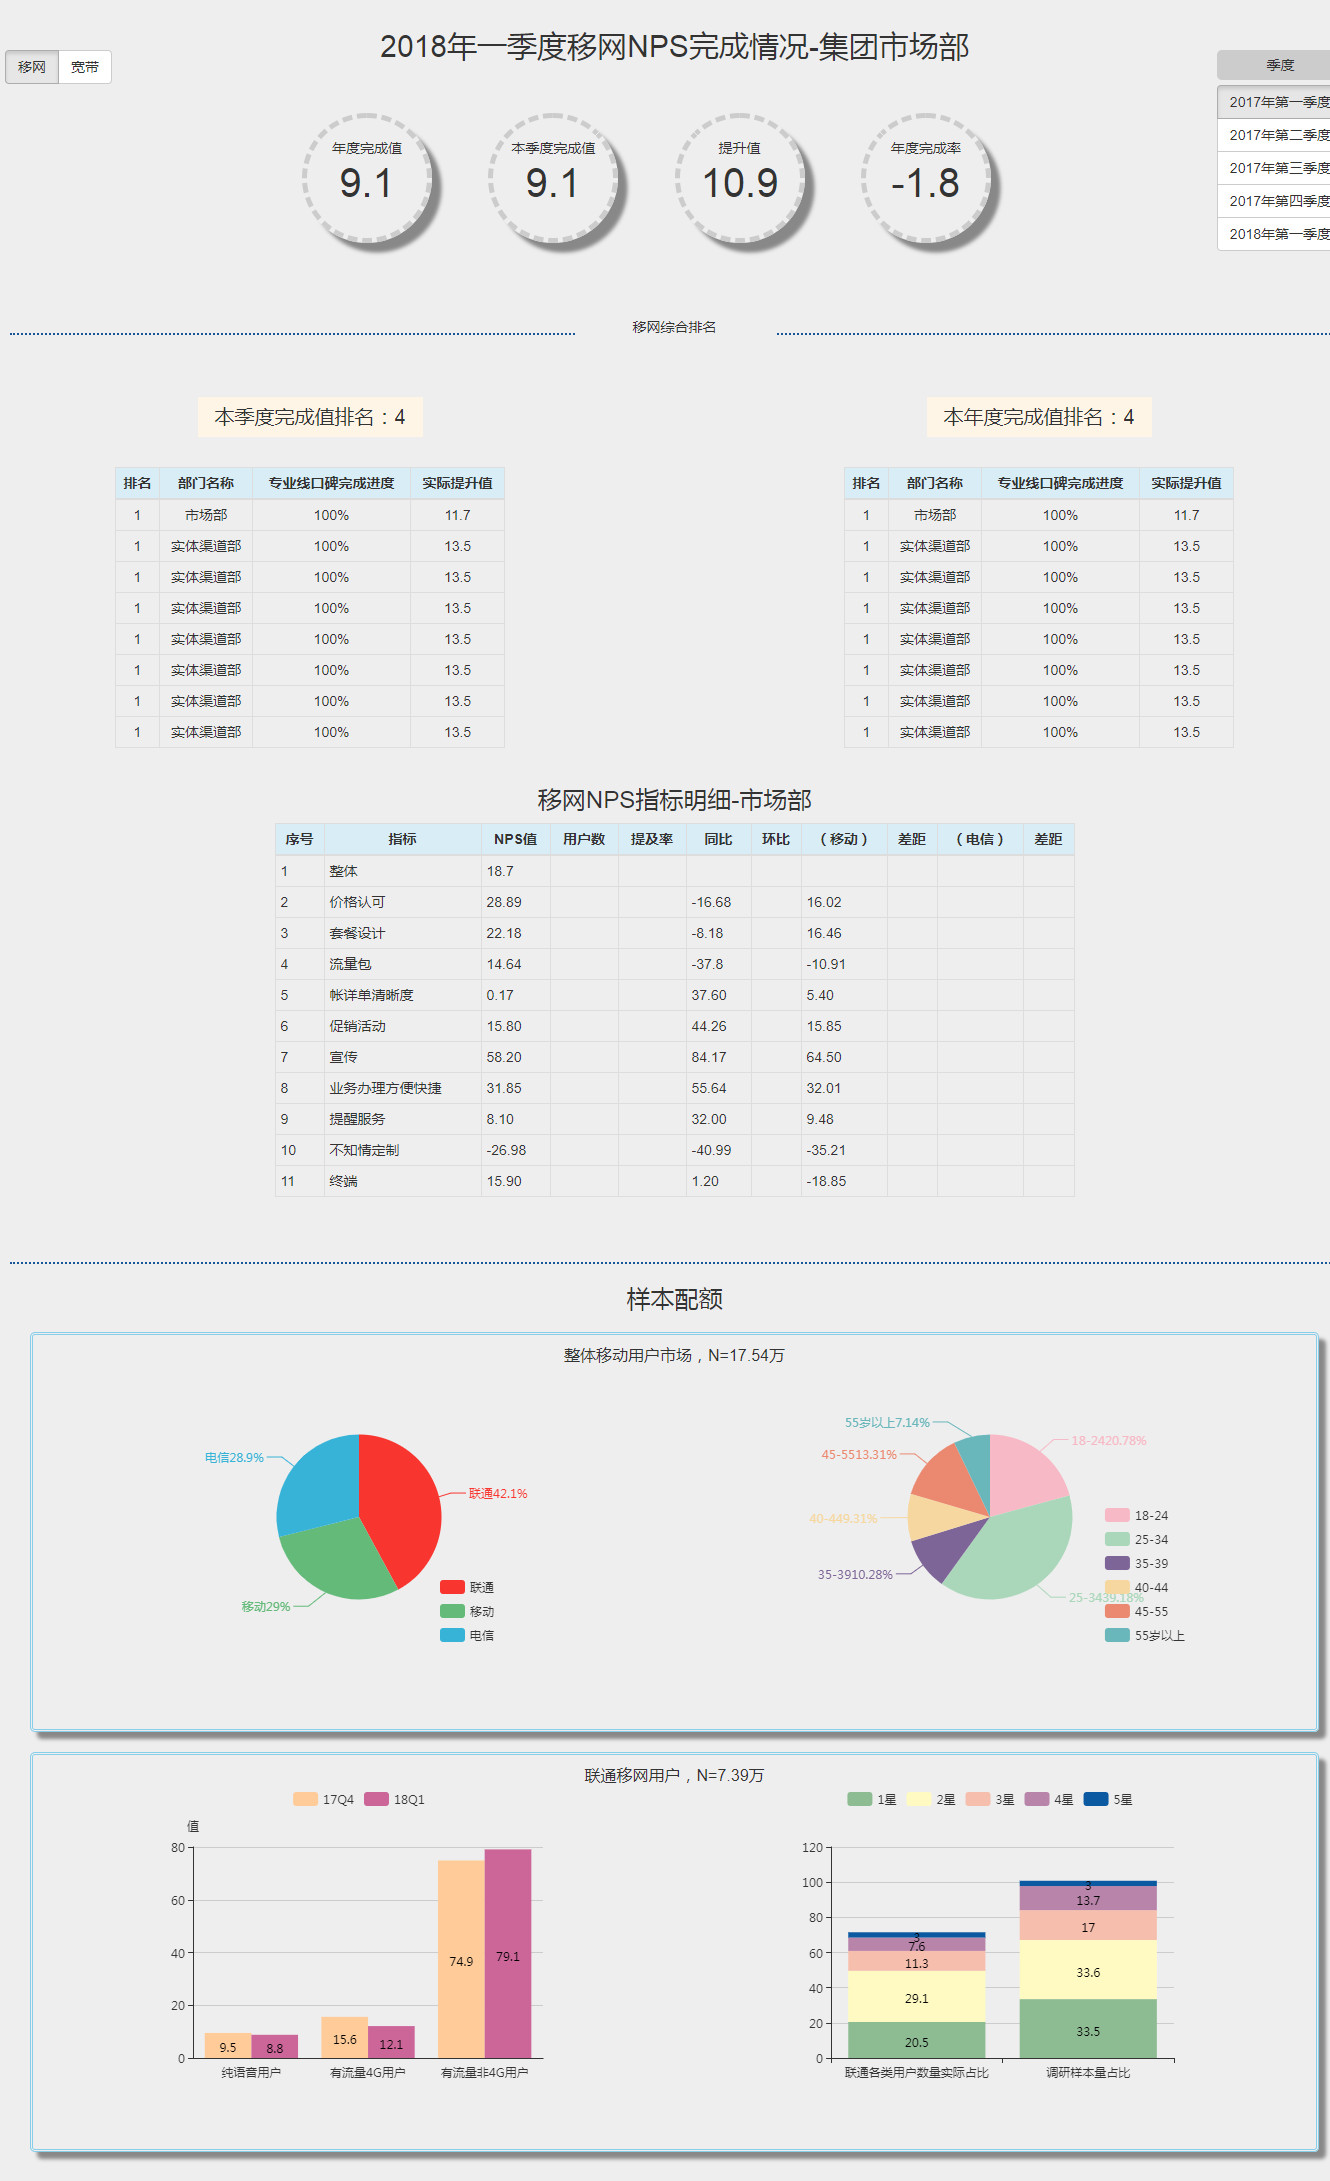 2018年一季度移网NPS完成情况-集团市场部
移网 宽带
季度
2017年第一季度
2017年第二季度
2017年第三季度
2017年第四季度
2018年第一季度
年度完成值 本季度完成值 提升值 年度完成率
9.1 9.1 10.9 -1.8
移网综合排名
本季度完成值排名：4
排名 部门名称 专业线口碑完成进度 实际提升值
1 市场部 100% 11.7
1 实体渠道部 100% 13.5
1 实体渠道部 100% 13.5
1 实体渠道部 100% 13.5
1 实体渠道部 100% 13.5
1 实体渠道部 100% 13.5
1 实体渠道部 100% 13.5
1 实体渠道部 100% 13.5
本年度完成值排名：4
排名 部门名称 专业线口碑完成进度 实际提升值
1 市场部 100% 11.7
1 实体渠道部 100% 13.5
1 实体渠道部 100% 13.5
1 实体渠道部 100% 13.5
1 实体渠道部 100% 13.5
1 实体渠道部 100% 13.5
1 实体渠道部 100% 13.5
1 实体渠道部 100% 13.5
移网NPS指标明细-市场部
序号 指标 NPS值 用户数 提及率 同比 环比 （移动） 差距 （电信） 差距
1 整体 18.7
2 价格认可 28.89 -16.68 16.02
3 套餐设计 22.18 -8.18 16.46
4 流量包 14.64 -37.8 -10.91
5 帐详单清晰度 0.17 37.60 5.40
6 促销活动 15.80 44.26 15.85
7 宣传 58.20 84.17 64.50
8 业务办理方便快捷 31.85 55.64 32.01
9 提醒服务 8.10 32.00 9.48
10 不知情定制 -26.98 -40.99 -35.21
11 终端 15.90 1.20 -18.85
样本配额
整体移动用户市场，N=17.54万
电信28.9%
联通42.1%
移动29%
联通
移动
电信
55岁以上7.14%
18-2420.78%
45-5513.31%
40-449.31%
35-3910.28%
25-3439.18%
18-24
25-34
35-39
40-44
45-55
55岁以上
联通移网用户，N=7.39万
17Q4 18Q1
值
80
60
40
20
0
9.5 8.8 15.6 12.1 74.9 79.1
纯语音用户 有流量4G用户 有流量非4G用户
1星 2星 3星 4星 5星
120
100
80
60
40
20
0
3
7.6
11.3
29.1
20.5
3
13.7
17
33.6
33.5
联通各类用户数量实际占比 调研样本量占比